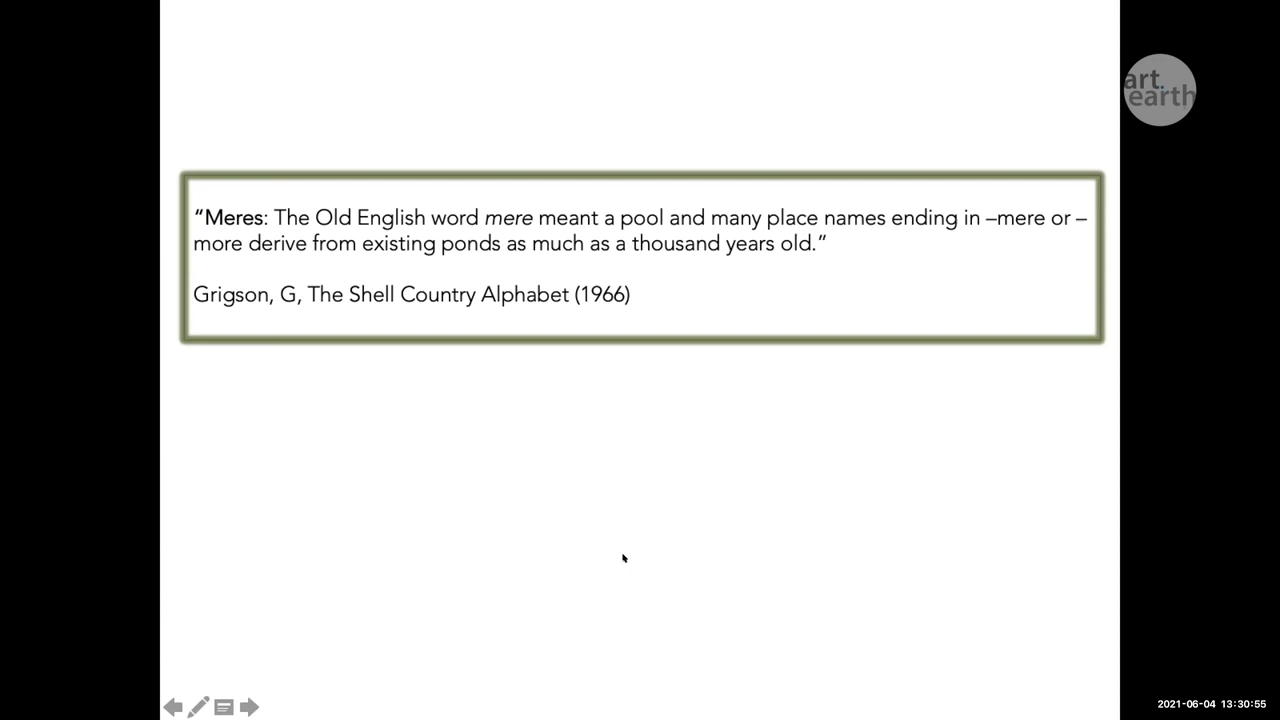 art.
earth
“Meres: The Old English word mere meant a pool and many place names ending in –mere or –
more derive from existing ponds as much as a thousand years old.”
Grigson, G, The Shell Country Alphabet (1966)
2021-06-04 13:30:55